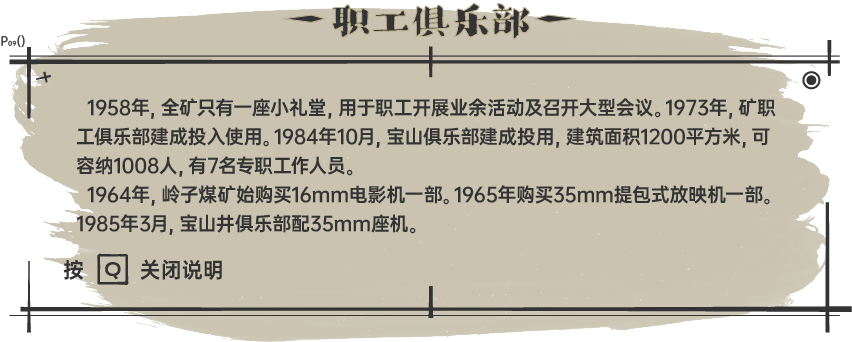 职工俱乐部
P₀₉()
1958年, 全矿只有一座小礼堂, 用于职工开展业余活动及召开大型会议。1973年, 矿职
工俱乐部建成投入使用。1984年10月, 宝山俱乐部建成投用, 建筑面积1200平方米, 可
容纳1008人, 有7名专职工作人员。
1964年, 岭子煤矿始购买16mm电影机一部。1965年购买35mm提包式放映机一部。
1985年3月, 宝山井俱乐部配35mm座机。
按 Q 关闭说明